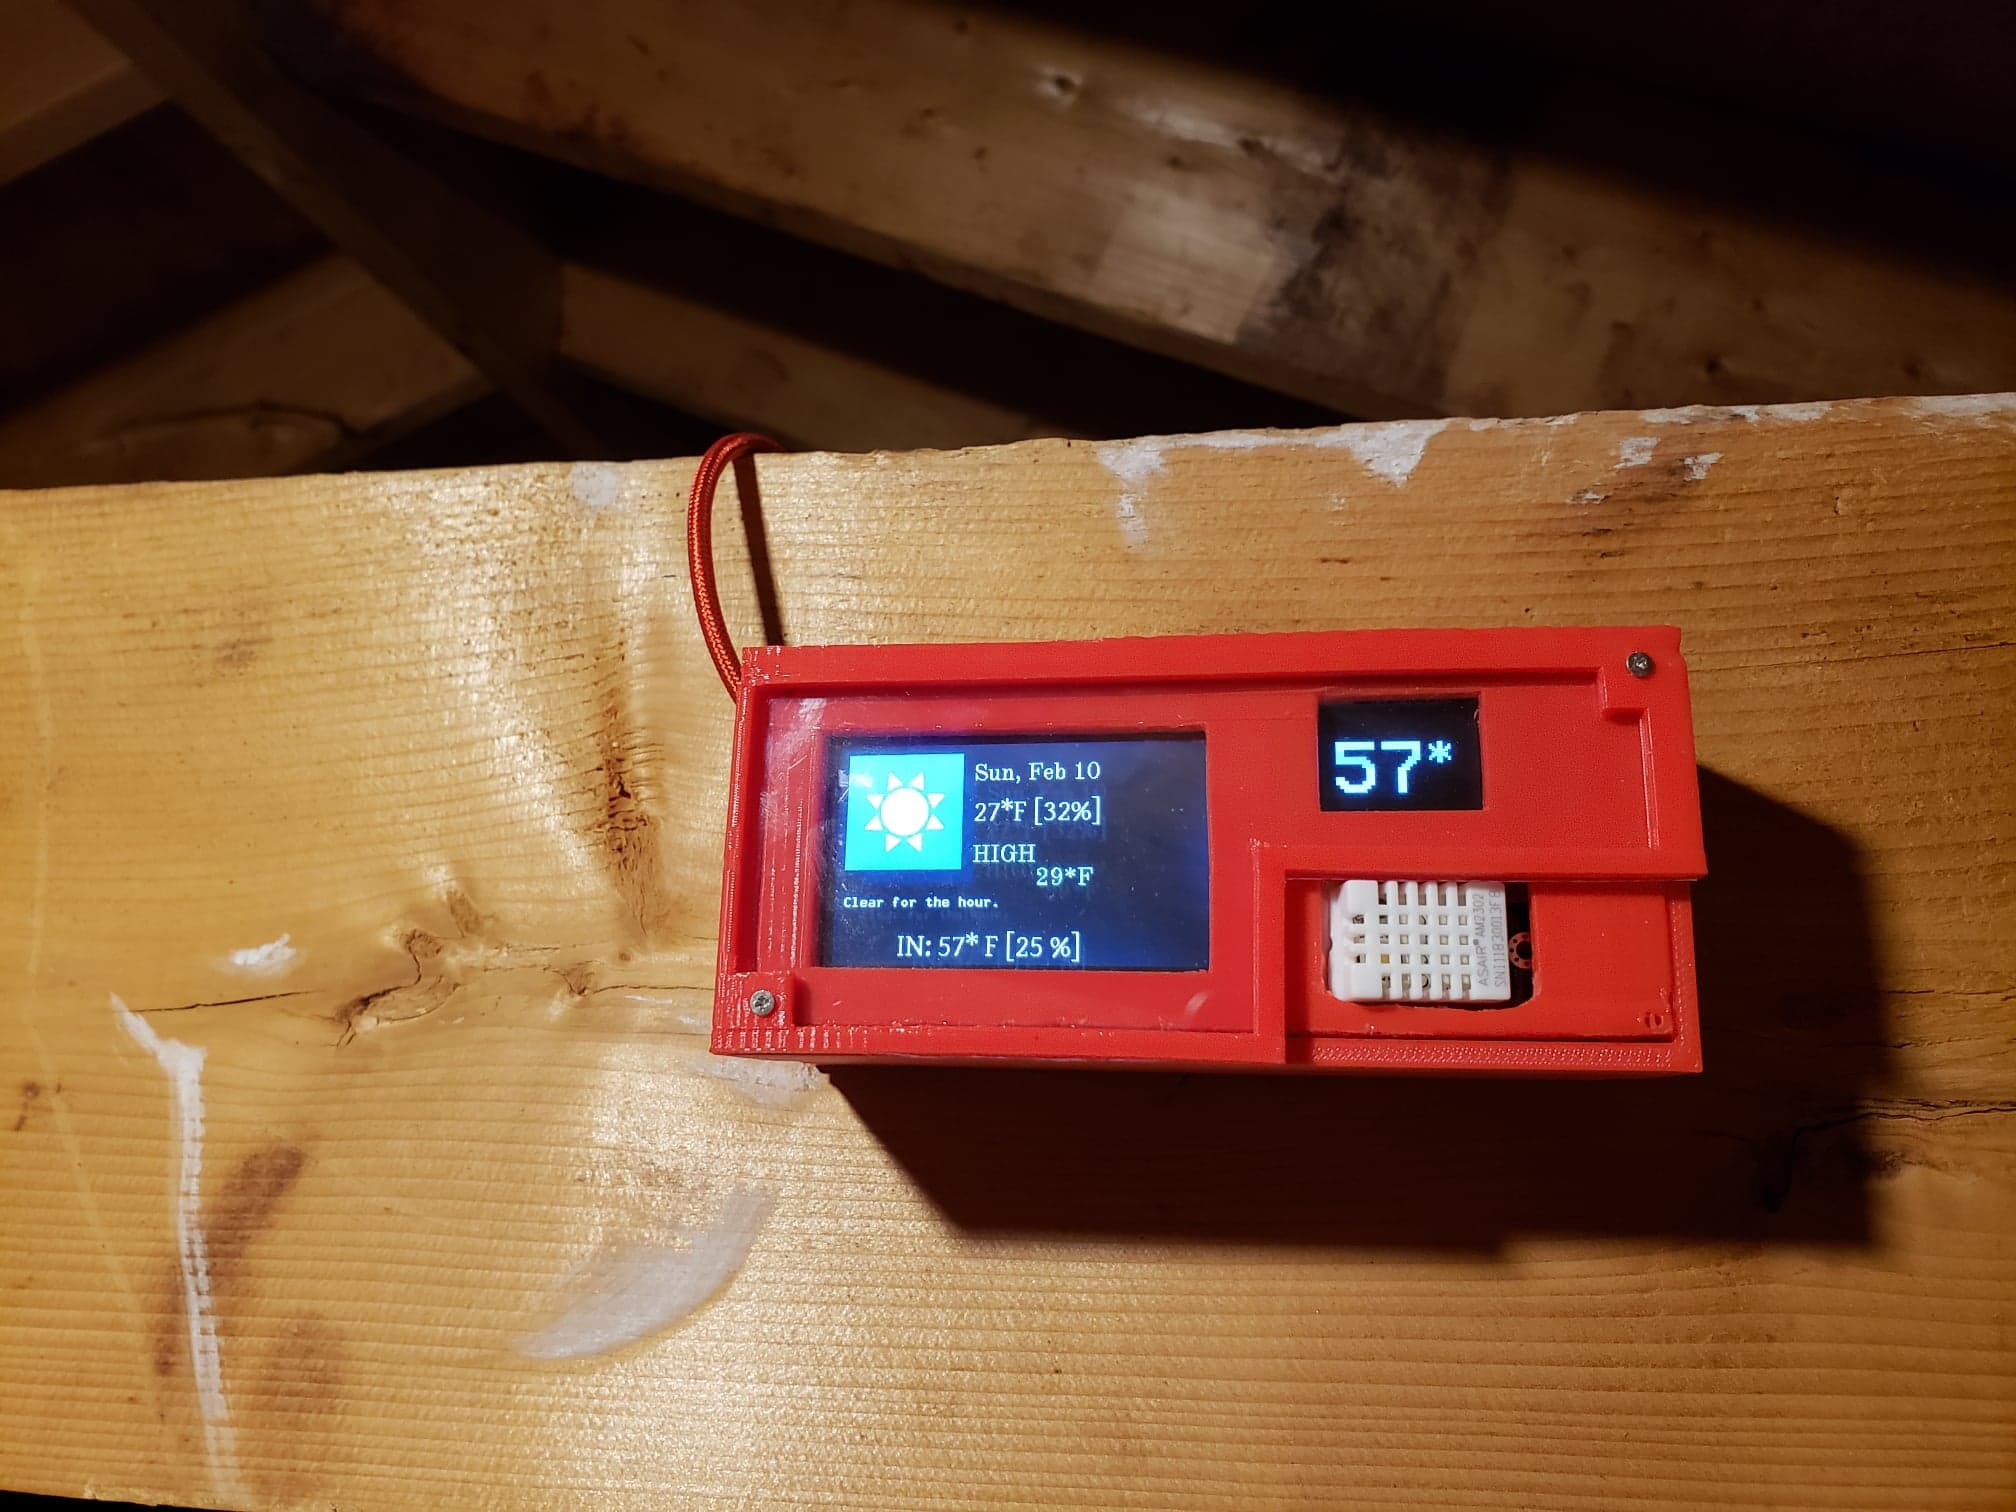 Sun, Feb 10
27*F [32%]
HIGH
29*F
Clear for the hour.
IN: 57* F [25 %]
57*
ASAIR® AM2302